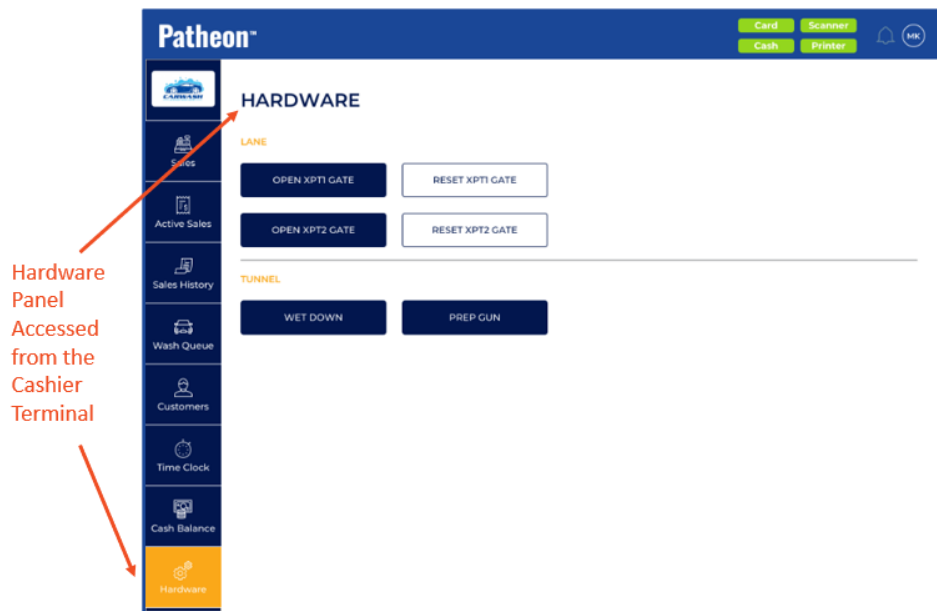 Patheon™
Card
Scanner
Cash
Printer
MK
CARWASH
HARDWARE
Sales
LANE
OPEN XPT1 GATE
RESET XPT1 GATE
Active Sales
OPEN XPT2 GATE
RESET XPT2 GATE
Sales History
TUNNEL
WET DOWN
PREP GUN
Wash Queue
Customers
Time Clock
Cash Balance
Hardware
Hardware
Panel
Accessed
from the
Cashier
Terminal